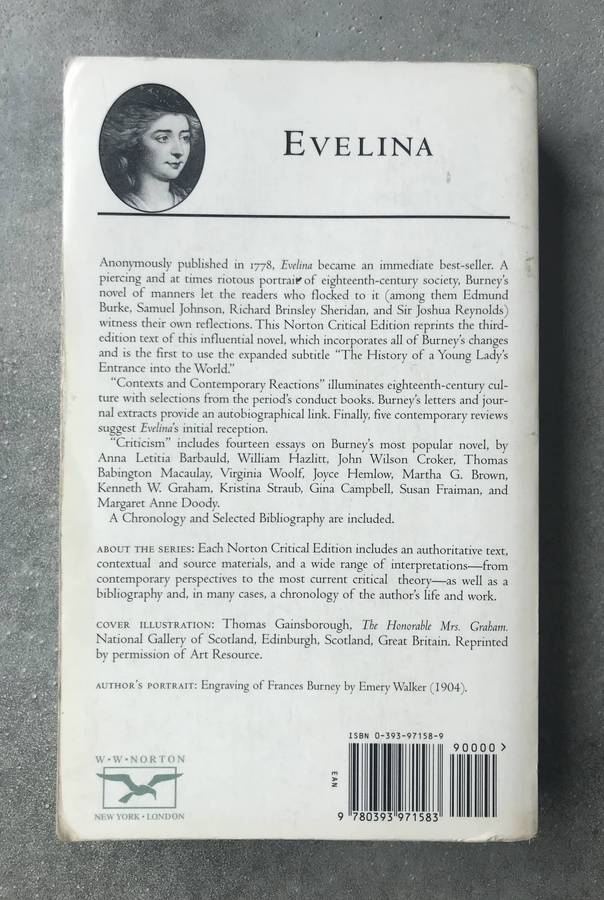 EVELINA
Anonymously published in 1778, Evelina became an immediate best-seller. A
piercing and at times riotous portrait of eighteenth-century society, Burney's
novel of manners let the readers who flocked to it (among them Edmund
Burke, Samuel Johnson, Richard Brinsley Sheridan, and Sir Joshua Reynolds)
witness their own reflections. This Norton Critical Edition reprints the third-
edition text of this influential novel, which incorporates all of Burney's changes
and is the first to use the expanded subtitle "The History of a Young Lady's
Entrance into the World."
"Contexts and Contemporary Reactions" illuminates eighteenth-century cul-
ture with selections from the period's conduct books. Burney's letters and jour-
nal extracts provide an autobiographical link. Finally, five contemporary reviews
suggest Evelina's initial reception.
"Criticism" includes fourteen essays on Burney's most popular novel, by
Anna Letitia Barbauld, William Hazlitt, John Wilson Croker, Thomas
Babington Macaulay, Virginia Woolf, Joyce Hemlow, Martha G. Brown,
Kenneth W. Graham, Kristina Straub, Gina Campbell, Susan Fraiman, and
Margaret Anne Doody.
A Chronology and Selected Bibliography are included.
ABOUT THE SERIES: Each Norton Critical Edition includes an authoritative text,
contextual and source materials, and a wide range of interpretations—from
contemporary perspectives to the most current critical theory—as well as a
bibliography and, in many cases, a chronology of the author's life and work.
COVER ILLUSTRATION: Thomas Gainsborough, The Honorable Mrs. Graham.
National Gallery of Scotland, Edinburgh, Scotland, Great Britain. Reprinted
by permission of Art Resource.
AUTHOR'S PORTRAIT: Engraving of Frances Burney by Emery Walker (1904).
W·W·NORTON
NEW YORK · LONDON
ISBN 0-393-97158-9
90000 >
EAN
9 780393 971583